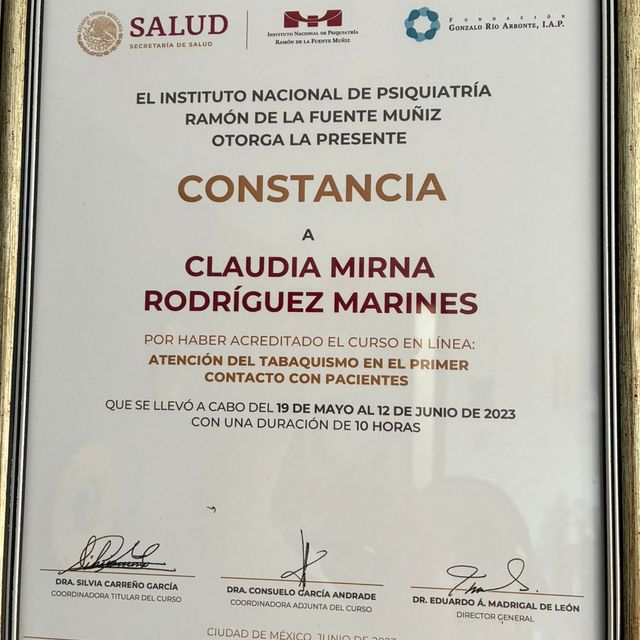 SALUD
SECRETARÍA DE SALUD
INSTITUTO NACIONAL DE PSIQUIATRÍA
RAMÓN DE LA FUENTE MUÑIZ
FUNDACIÓN
GONZALO RÍO ARRONTE, I.A.P.
EL INSTITUTO NACIONAL DE PSIQUIATRÍA
RAMÓN DE LA FUENTE MUÑIZ
OTORGA LA PRESENTE
CONSTANCIA
A
CLAUDIA MIRNA
RODRÍGUEZ MARINES
POR HABER ACREDITADO EL CURSO EN LÍNEA:
ATENCIÓN DEL TABAQUISMO EN EL PRIMER
CONTACTO CON PACIENTES
QUE SE LLEVÓ A CABO DEL 19 DE MAYO AL 12 DE JUNIO DE 2023
CON UNA DURACIÓN DE 10 HORAS
DRA. SILVIA CARREÑO GARCÍA
COORDINADORA TITULAR DEL CURSO
DRA. CONSUELO GARCÍA ANDRADE
COORDINADORA ADJUNTA DEL CURSO
DR. EDUARDO Á. MADRIGAL DE LEÓN
DIRECTOR GENERAL
CIUDAD DE MÉXICO, JUNIO DE 2023